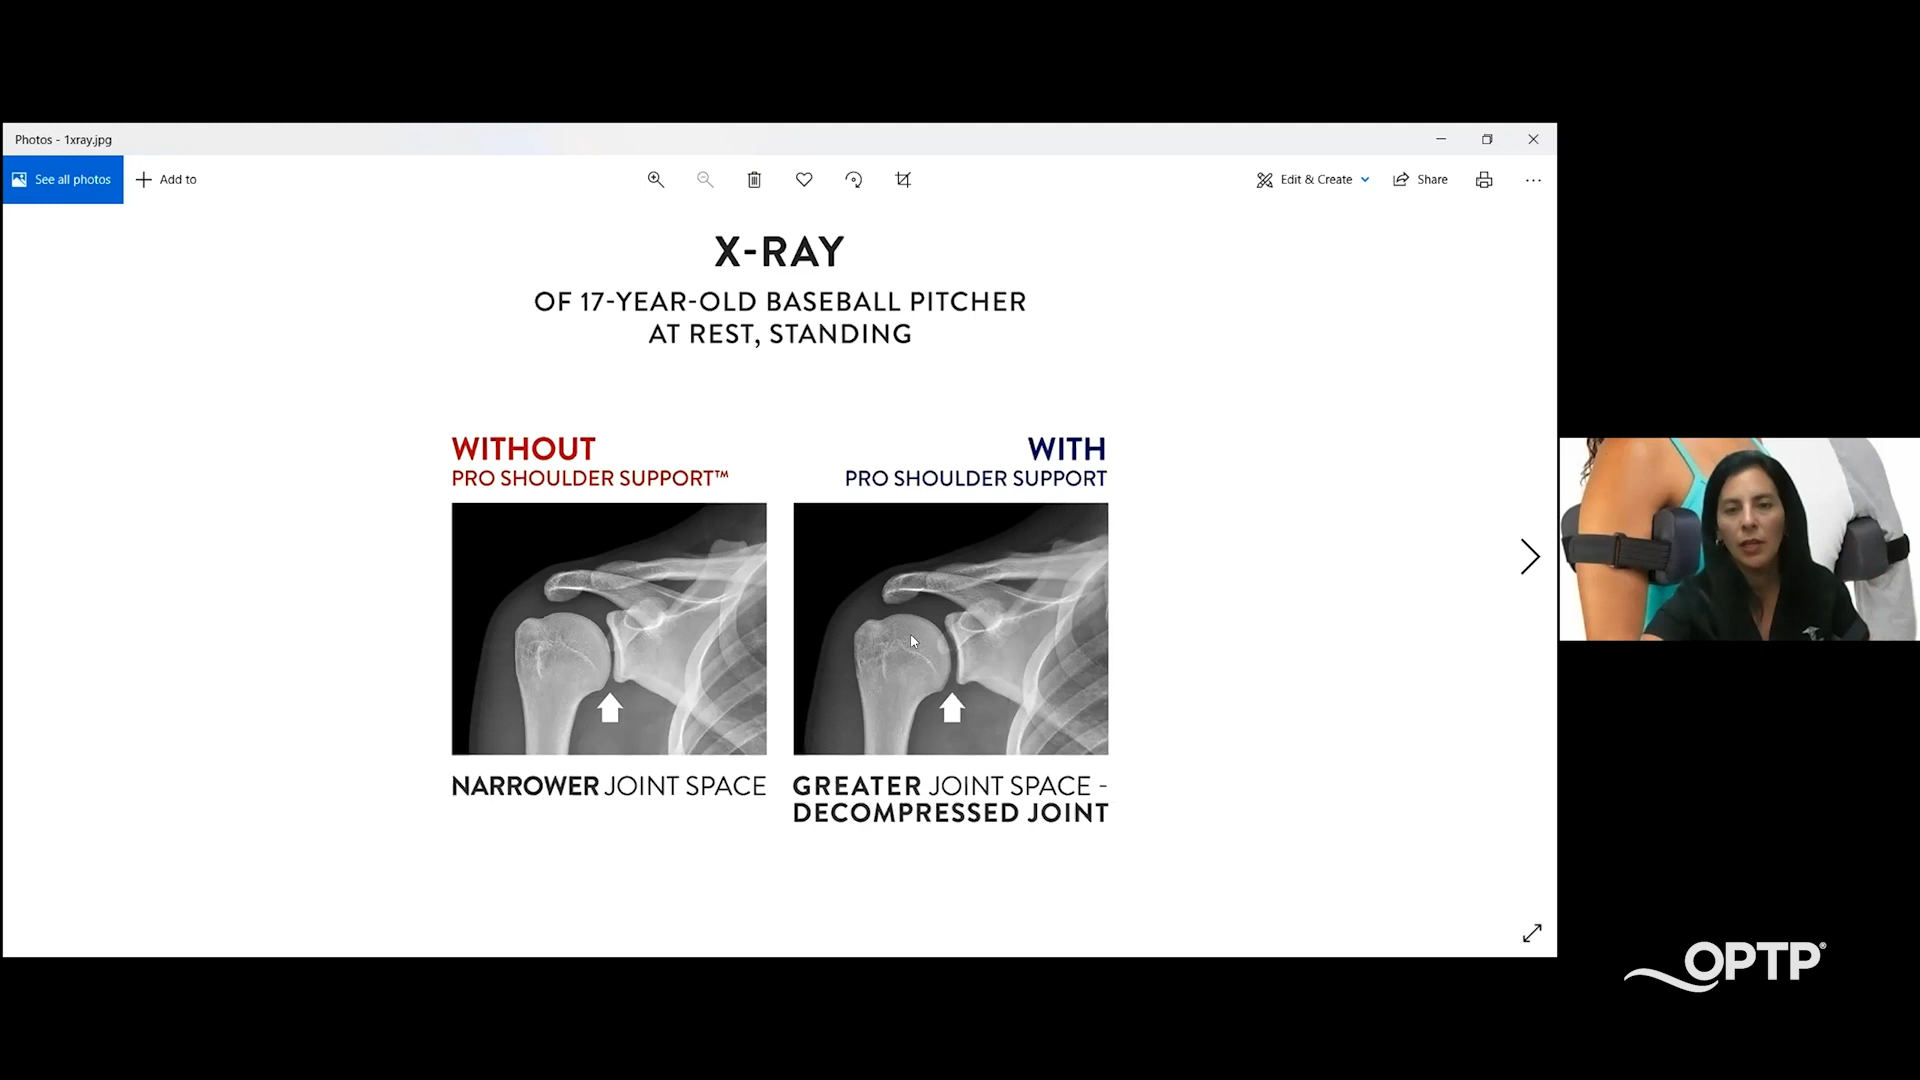 Photos - 1xray.jpg
See all photos
Add to
Edit & Create
Share
X-RAY
OF 17-YEAR-OLD BASEBALL PITCHER
AT REST, STANDING
WITHOUT
PRO SHOULDER SUPPORT™
WITH
PRO SHOULDER SUPPORT
NARROWER JOINT SPACE
GREATER JOINT SPACE -
DECOMPRESSED JOINT
OPTP®